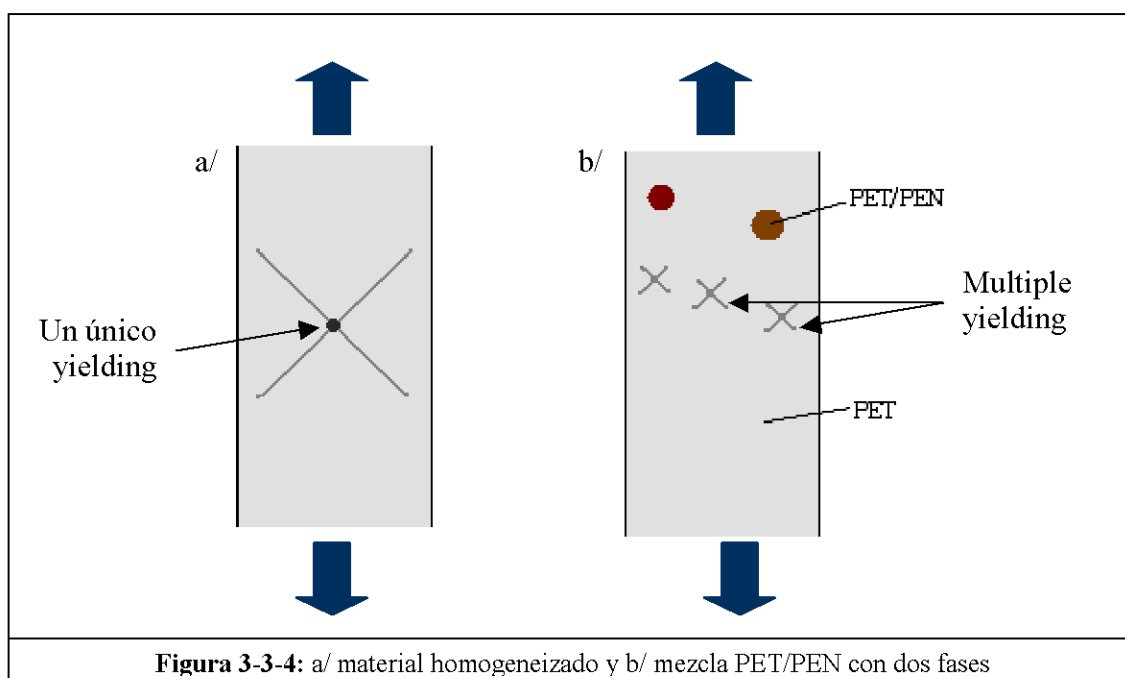 a/
b/
PET/PEN
Un único
yielding
Multiple
yielding
PET
Figura 3-3-4: a/ material homogeneizado y b/ mezcla PET/PEN con dos fases